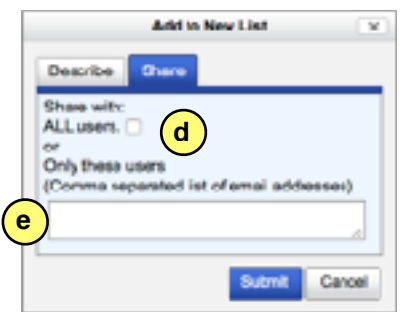 Add to New List
Describe Share
Share with:
ALL users. d
or
Only these users
(Comma separated list of email addresses)
e
Submit Cancel